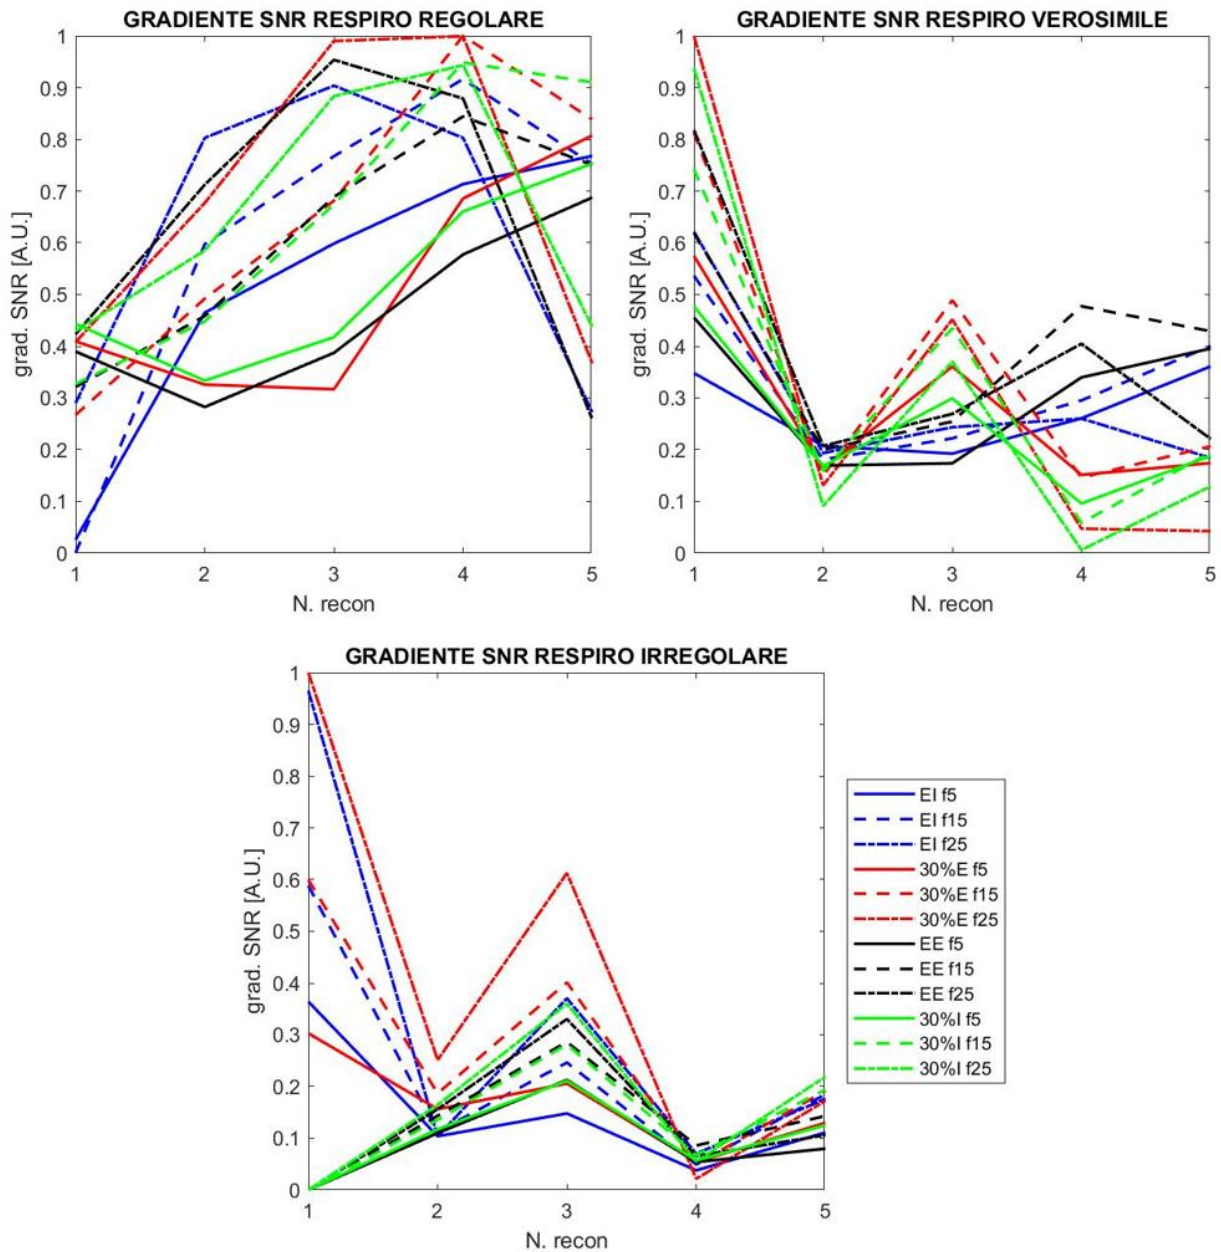 GRADIENTE SNR RESPIRO REGOLARE
grad. SNR [A.U.]
1
0.9
0.8
0.7
0.6
0.5
0.4
0.3
0.2
0.1
0
1 2 3 4 5
N. recon
GRADIENTE SNR RESPIRO VEROSIMILE
grad. SNR [A.U.]
1
0.9
0.8
0.7
0.6
0.5
0.4
0.3
0.2
0.1
0
1 2 3 4 5
N. recon
GRADIENTE SNR RESPIRO IRREGOLARE
grad. SNR [A.U.]
1
0.9
0.8
0.7
0.6
0.5
0.4
0.3
0.2
0.1
0
1 2 3 4 5
N. recon
EI f5
EI f15
EI f25
30%E f5
30%E f15
30%E f25
EE f5
EE f15
EE f25
30%I f5
30%I f15
30%I f25